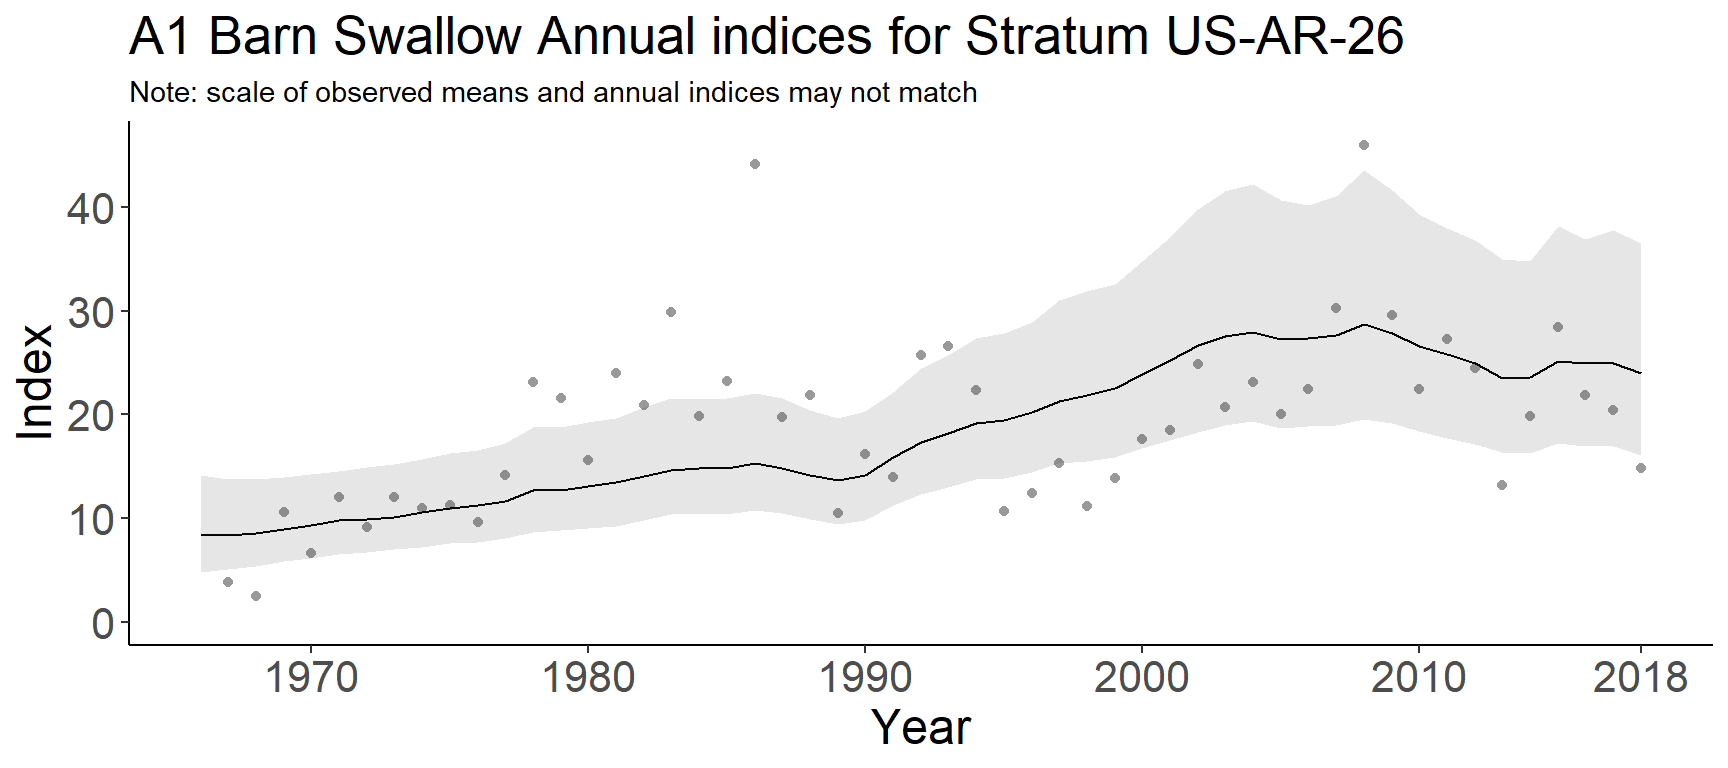 A1 Barn Swallow Annual indices for Stratum US-AR-26
Note: scale of observed means and annual indices may not match
40
30
20
10
0
Index
1970 1980 1990 2000 2010 2018
Year